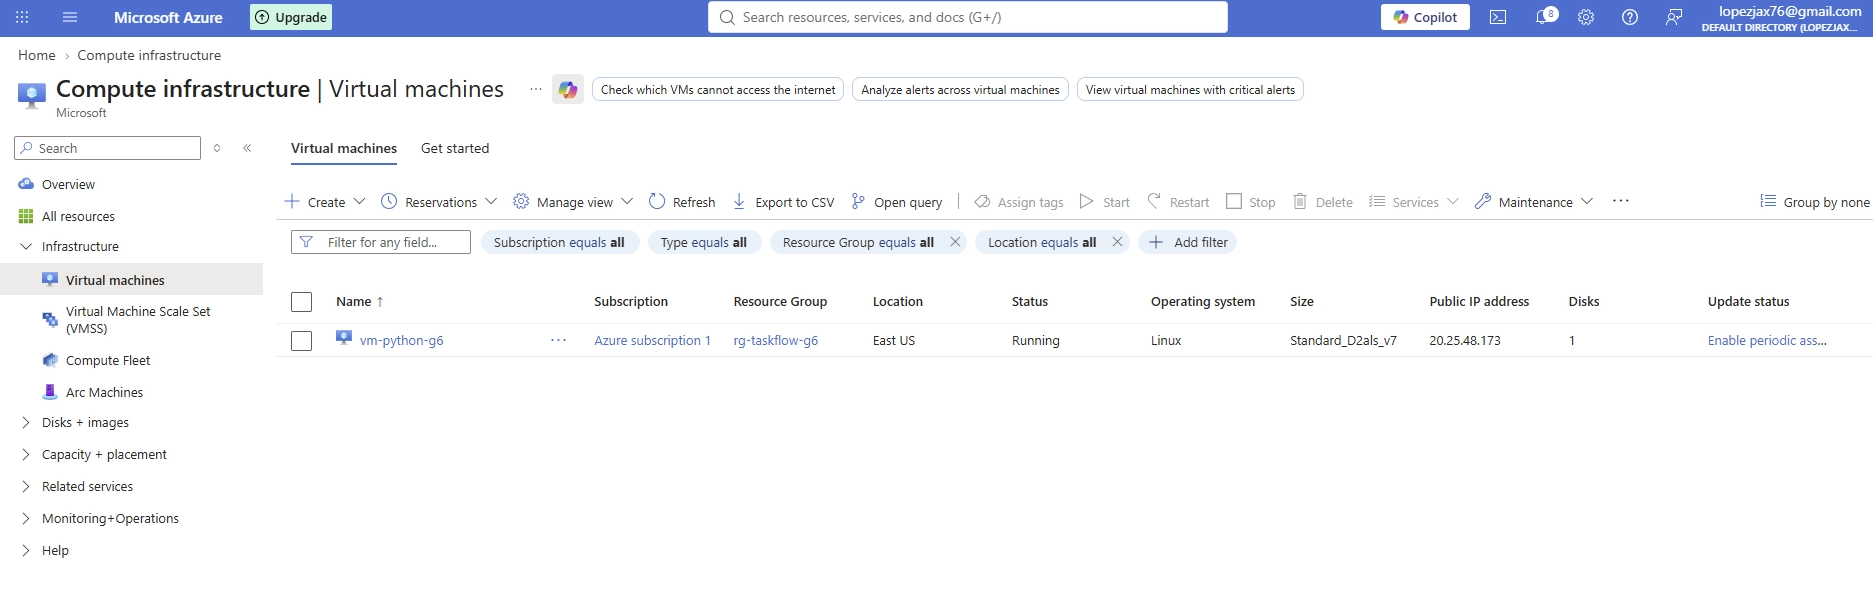 Microsoft Azure
Upgrade
Search resources, services, and docs (G+/)
Copilot
8
lopezjax76@gmail.com
DEFAULT DIRECTORY (LOPEZJAX...
Home > Compute infrastructure
Compute infrastructure | Virtual machines
...
Check which VMs cannot access the internet
Analyze alerts across virtual machines
View virtual machines with critical alerts
Microsoft
Search
Overview
All resources
Infrastructure
Virtual machines
Virtual Machine Scale Set
(VMSS)
Compute Fleet
Arc Machines
Disks + images
Capacity + placement
Related services
Monitoring+Operations
Help
Virtual machines Get started
Create Reservations Manage view Refresh Export to CSV Open query | Assign tags Start Restart Stop Delete Services Maintenance ... Group by none
Filter for any field... Subscription equals all Type equals all Resource Group equals all Location equals all Add filter
Name ↑ Subscription Resource Group Location Status Operating system Size Public IP address Disks Update status
vm-python-g6 ... Azure subscription 1 rg-taskflow-g6 East US Running Linux Standard_D2als_v7 20.25.48.173 1 Enable periodic ass...